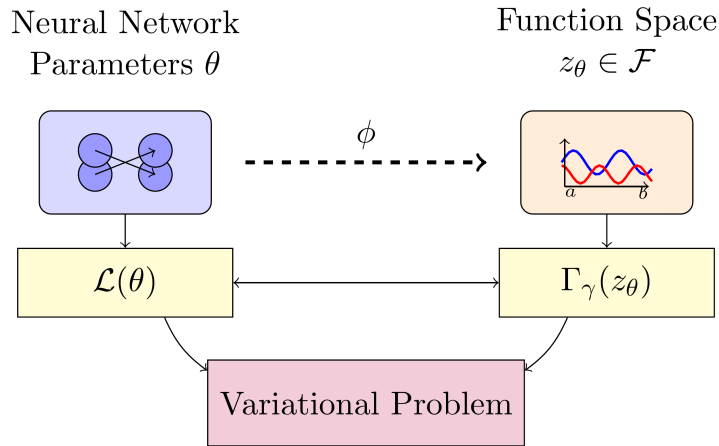 Neural Network
Parameters θ
Function Space
z_θ ∈ ℱ
ϕ
a
b
ℒ(θ)
Γ_γ(z_θ)
Variational Problem